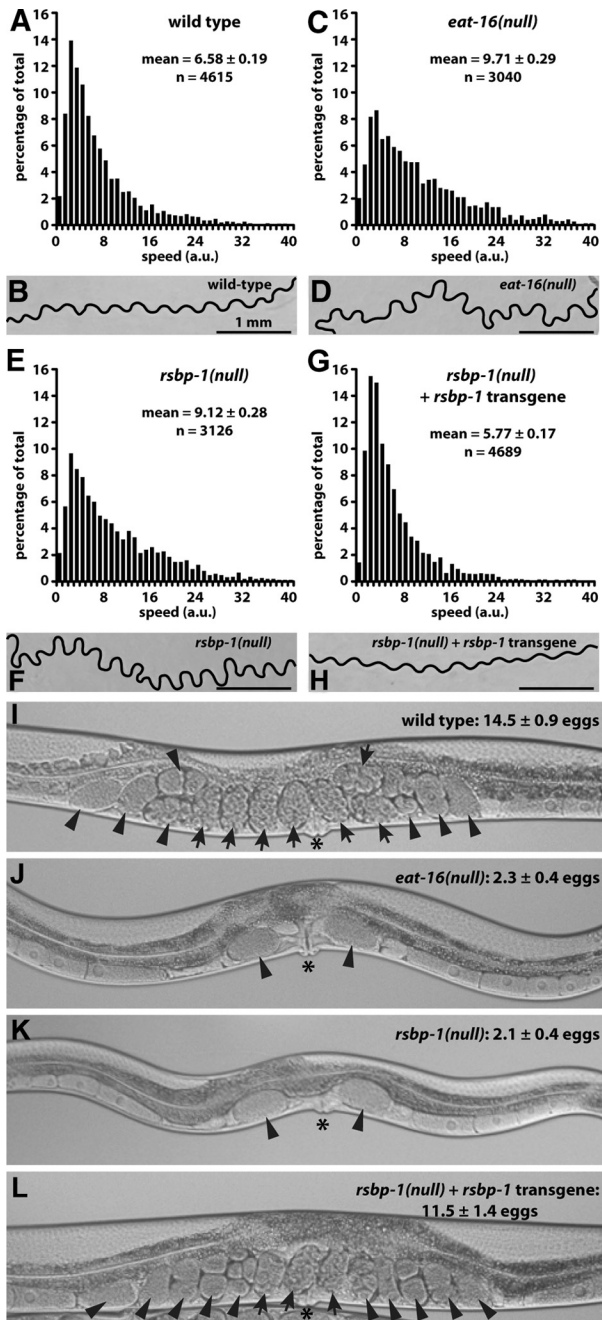 A
wild type
mean = 6.58 ± 0.19
n = 4615
percentage of total
16
14
12
10
8
6
4
2
0
0 8 16 24 32 40
speed (a.u.)
C
eat-16(null)
mean = 9.71 ± 0.29
n = 3040
percentage of total
16
14
12
10
8
6
4
2
0
0 8 16 24 32 40
speed (a.u.)
B
wild-type
1 mm
D
eat-16(null)
E
rsbp-1(null)
mean = 9.12 ± 0.28
n = 3126
percentage of total
16
14
12
10
8
6
4
2
0
0 8 16 24 32 40
speed (a.u.)
G
rsbp-1(null)
+ rsbp-1 transgene
mean = 5.77 ± 0.17
n = 4689
percentage of total
16
14
12
10
8
6
4
2
0
0 8 16 24 32 40
speed (a.u.)
F
rsbp-1(null)
H
rsbp-1(null) + rsbp-1 transgene
I
wild type: 14.5 ± 0.9 eggs
*
J
eat-16(null): 2.3 ± 0.4 eggs
*
K
rsbp-1(null): 2.1 ± 0.4 eggs
*
L
rsbp-1(null) + rsbp-1 transgene:
11.5 ± 1.4 eggs
*